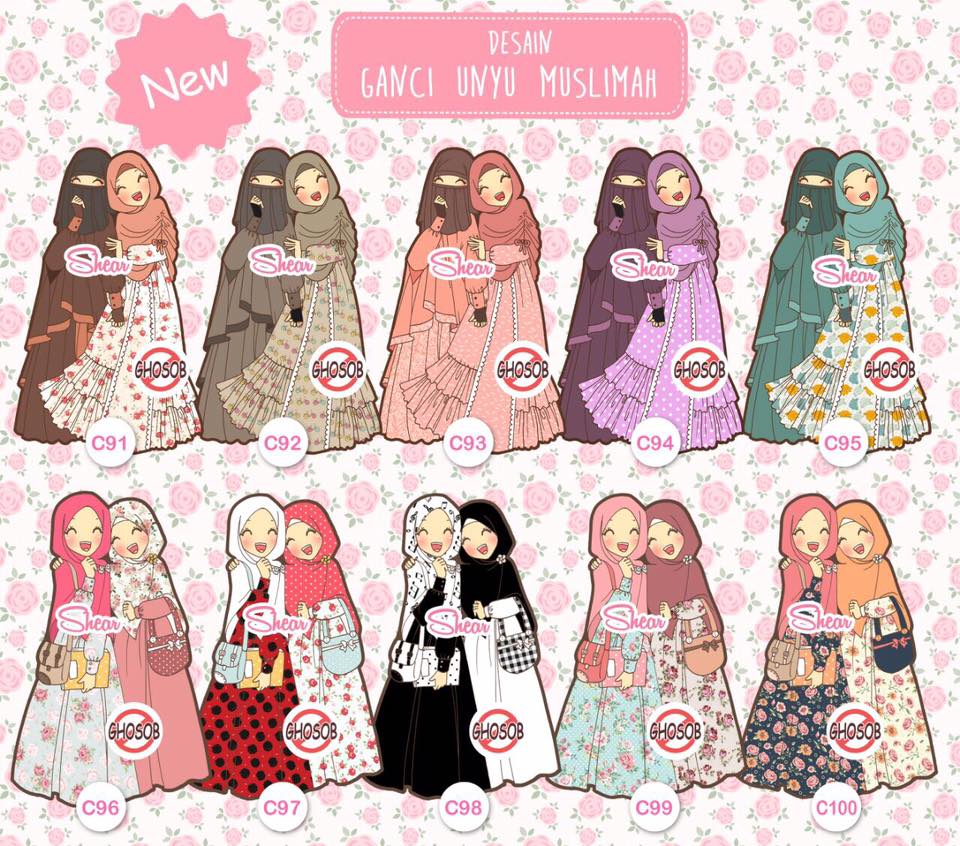 New
DESAIN
GANCI UNYU MUSLIMAH
Shear
Shear
Shear
Shear
Shear
GHOSOB
GHOSOB
GHOSOB
GHOSOB
GHOSOB
C91
C92
C93
C94
C95
Shear
Shear
Shear
Shear
Shear
GHOSOB
GHOSOB
GHOSOB
GHOSOB
GHOSOB
C96
C97
C98
C99
C100